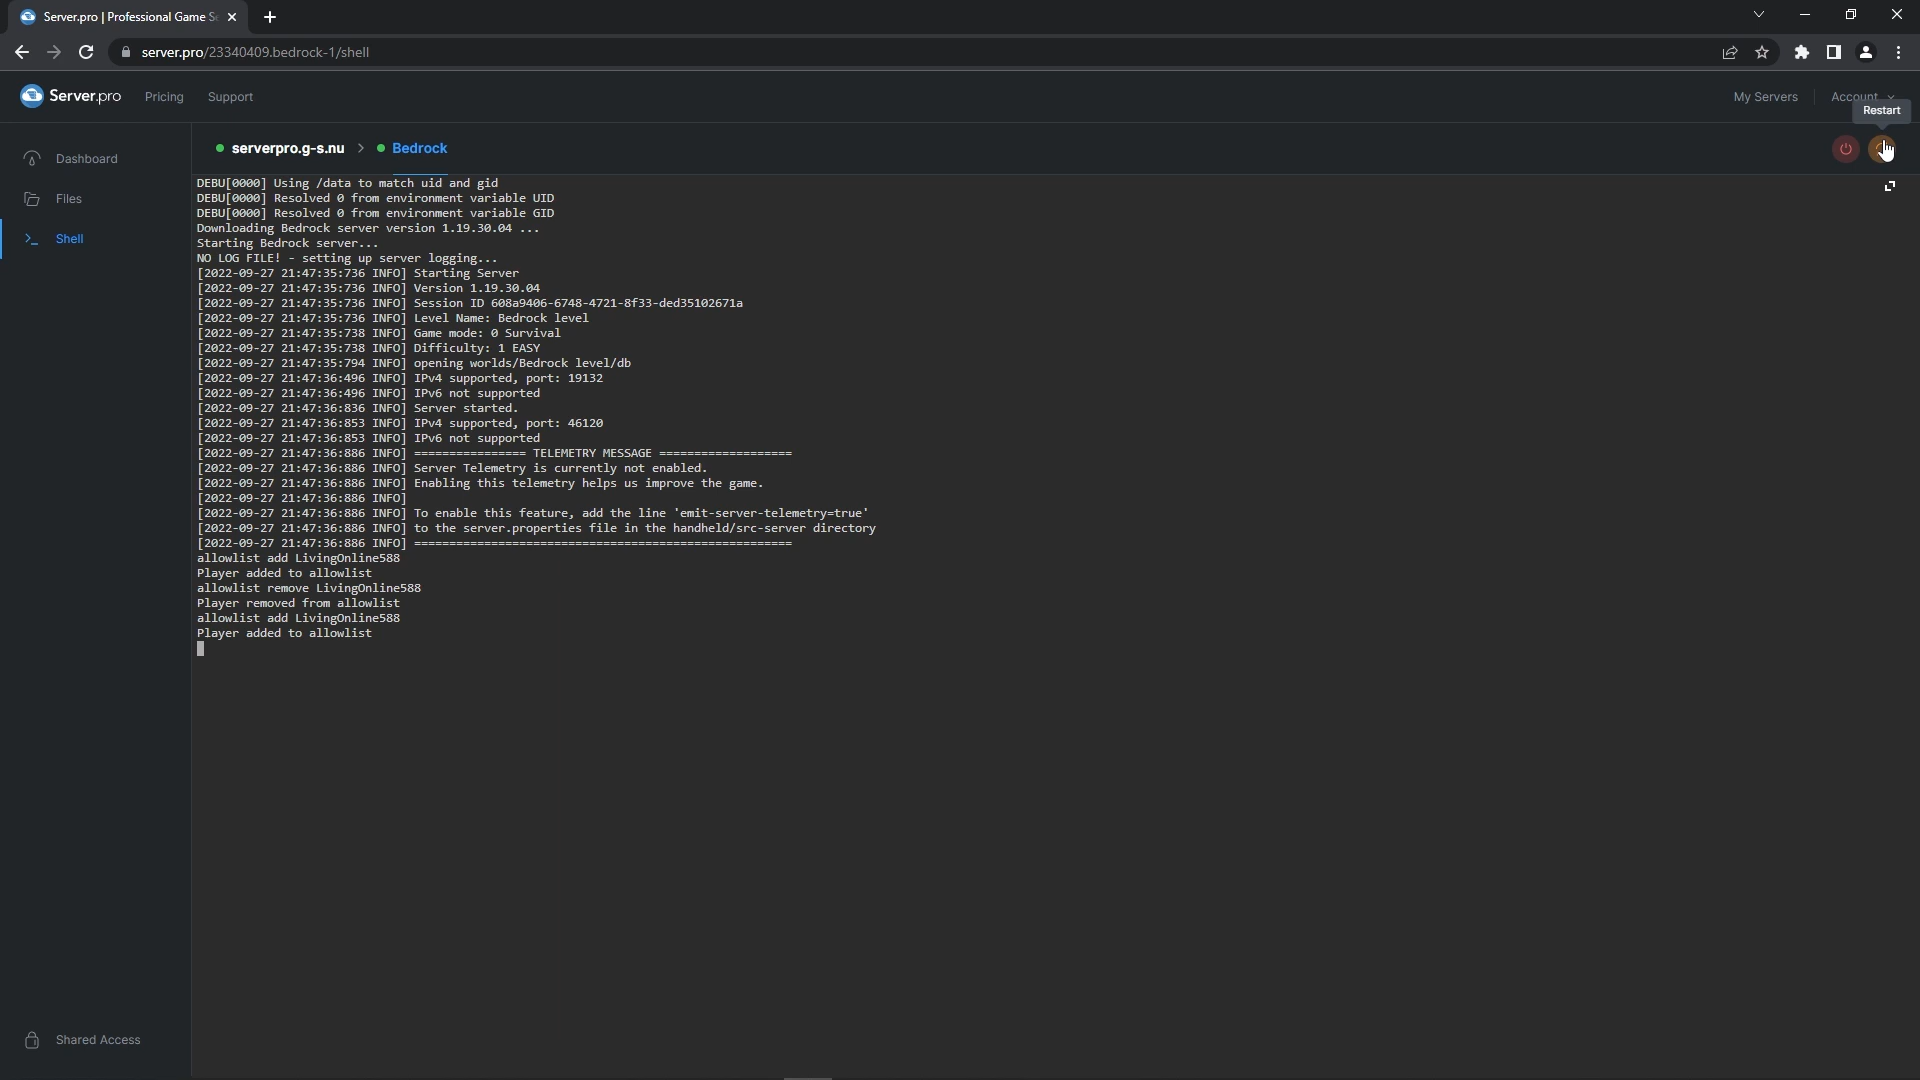 Server.pro | Professional Game S
server.pro/23340409.bedrock-1/shell
Server.pro
Pricing
Support
My Servers
Account
Restart
Dashboard
Files
Shell
serverpro.g-s.nu > Bedrock
DEBU[0000] Using /data to match uid and gid
DEBU[0000] Resolved 0 from environment variable UID
DEBU[0000] Resolved 0 from environment variable GID
Downloading Bedrock server version 1.19.30.04 ...
Starting Bedrock server...
NO LOG FILE! - setting up server logging...
[2022-09-27 21:47:35:736 INFO] Starting Server
[2022-09-27 21:47:35:736 INFO] Version 1.19.30.04
[2022-09-27 21:47:35:736 INFO] Session ID 608a9406-6748-4721-8f33-ded35102671a
[2022-09-27 21:47:35:736 INFO] Level Name: Bedrock level
[2022-09-27 21:47:35:738 INFO] Game mode: 0 Survival
[2022-09-27 21:47:35:738 INFO] Difficulty: 1 EASY
[2022-09-27 21:47:35:794 INFO] opening worlds/Bedrock level/db
[2022-09-27 21:47:36:496 INFO] IPv4 supported, port: 19132
[2022-09-27 21:47:36:496 INFO] IPv6 not supported
[2022-09-27 21:47:36:836 INFO] Server started.
[2022-09-27 21:47:36:853 INFO] IPv4 supported, port: 46120
[2022-09-27 21:47:36:853 INFO] IPv6 not supported
[2022-09-27 21:47:36:886 INFO] ================ TELEMETRY MESSAGE ===================
[2022-09-27 21:47:36:886 INFO] Server Telemetry is currently not enabled.
[2022-09-27 21:47:36:886 INFO] Enabling this telemetry helps us improve the game.
[2022-09-27 21:47:36:886 INFO]
[2022-09-27 21:47:36:886 INFO] To enable this feature, add the line 'emit-server-telemetry=true'
[2022-09-27 21:47:36:886 INFO] to the server.properties file in the handheld/src-server directory
[2022-09-27 21:47:36:886 INFO] ======================================================
allowlist add LivingOnline588
Player added to allowlist
allowlist remove LivingOnline588
Player removed from allowlist
allowlist add LivingOnline588
Player added to allowlist
Shared Access